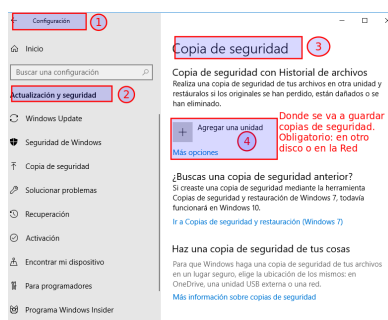 ← Configuración 1
Inicio
Buscar una configuración
Actualización y seguridad 2
Windows Update
Seguridad de Windows
Copia de seguridad
Solucionar problemas
Recuperación
Activación
Encontrar mi dispositivo
Para programadores
Programa Windows Insider
Copia de seguridad 3
Copia de seguridad con Historial de archivos
Realiza una copia de seguridad de tus archivos en otra unidad y
restáuralos si los originales se han perdido, están dañados o se
han eliminado.
+ Agregar una unidad
4
Más opciones
Donde se va a guardar
copias de seguridad.
Obligatorio: en otro
disco o en la Red
¿Buscas una copia de seguridad anterior?
Si creaste una copia de seguridad mediante la herramienta
Copias de seguridad y restauración de Windows 7, todavía
funcionará en Windows 10.
Ir a Copias de seguridad y restauración (Windows 7)
Haz una copia de seguridad de tus cosas
Para que Windows haga una copia de seguridad de tus archivos
en un lugar seguro, elige la ubicación de los mismos: en
OneDrive, una unidad USB externa o una red.
Más información sobre copias de seguridad